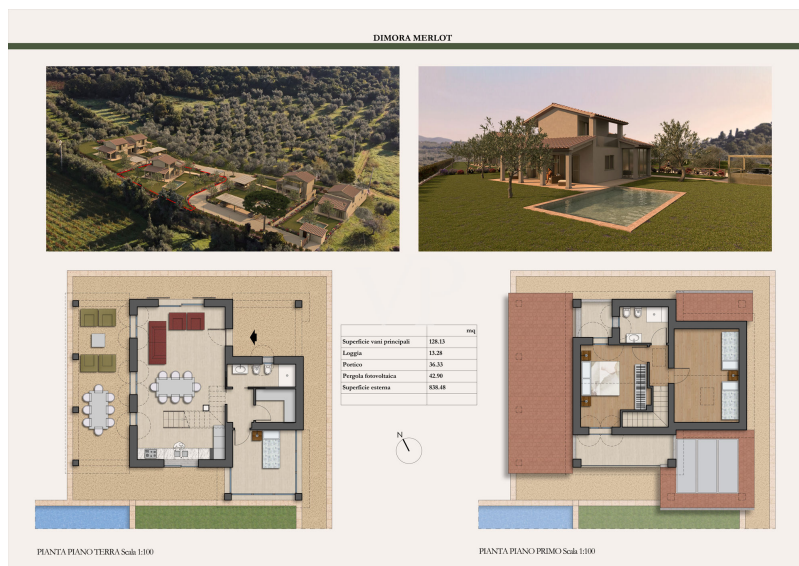 DIMORA MERLOT
mq
Superficie vani principali 128.13
Loggia 13.28
Portico 36.33
Pergola fotovoltaica 42.90
Superficie esterna 838.48
N
PIANTA PIANO TERRA Scala 1:100
PIANTA PIANO PRIMO Scala 1:100